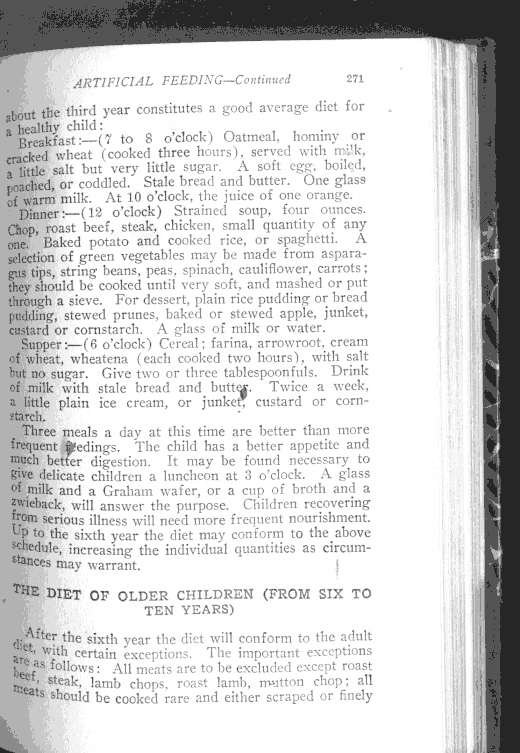 ARTIFICIAL FEEDING—Continued 271
about the third year constitutes a good average diet for
a healthy child:
Breakfast:—(7 to 8 o'clock) Oatmeal, hominy or
cracked wheat (cooked three hours), served with milk,
a little salt but very little sugar. A soft egg, boiled,
poached, or coddled. Stale bread and butter. One glass
of warm milk. At 10 o'clock, the juice of one orange.
Dinner:—(12 o'clock) Strained soup, four ounces.
Chop, roast beef, steak, chicken, small quantity of any
one. Baked potato and cooked rice, or spaghetti. A
selection of green vegetables may be made from aspara-
gus tips, string beans, peas, spinach, cauliflower, carrots;
they should be cooked until very soft, and mashed or put
through a sieve. For dessert, plain rice pudding or bread
pudding, stewed prunes, baked or stewed apple, junket,
custard or cornstarch. A glass of milk or water.
Supper:—(6 o'clock) Cereal; farina, arrowroot, cream
of wheat, wheatena (each cooked two hours), with salt
but no sugar. Give two or three tablespoonfuls. Drink
of milk with stale bread and butter. Twice a week,
a little plain ice cream, or junket, custard or corn-
starch.
Three meals a day at this time are better than more
frequent feedings. The child has a better appetite and
much better digestion. It may be found necessary to
give delicate children a luncheon at 3 o'clock. A glass
of milk and a Graham wafer, or a cup of broth and a
zwieback, will answer the purpose. Children recovering
from serious illness will need more frequent nourishment.
Up to the sixth year the diet may conform to the above
schedule, increasing the individual quantities as circum-
stances may warrant.
THE DIET OF OLDER CHILDREN (FROM SIX TO
TEN YEARS)
After the sixth year the diet will conform to the adult
diet, with certain exceptions. The important exceptions
are as follows: All meats are to be excluded except roast
beef, steak, lamb chops, roast lamb, mutton chop; all
meats should be cooked rare and either scraped or finely